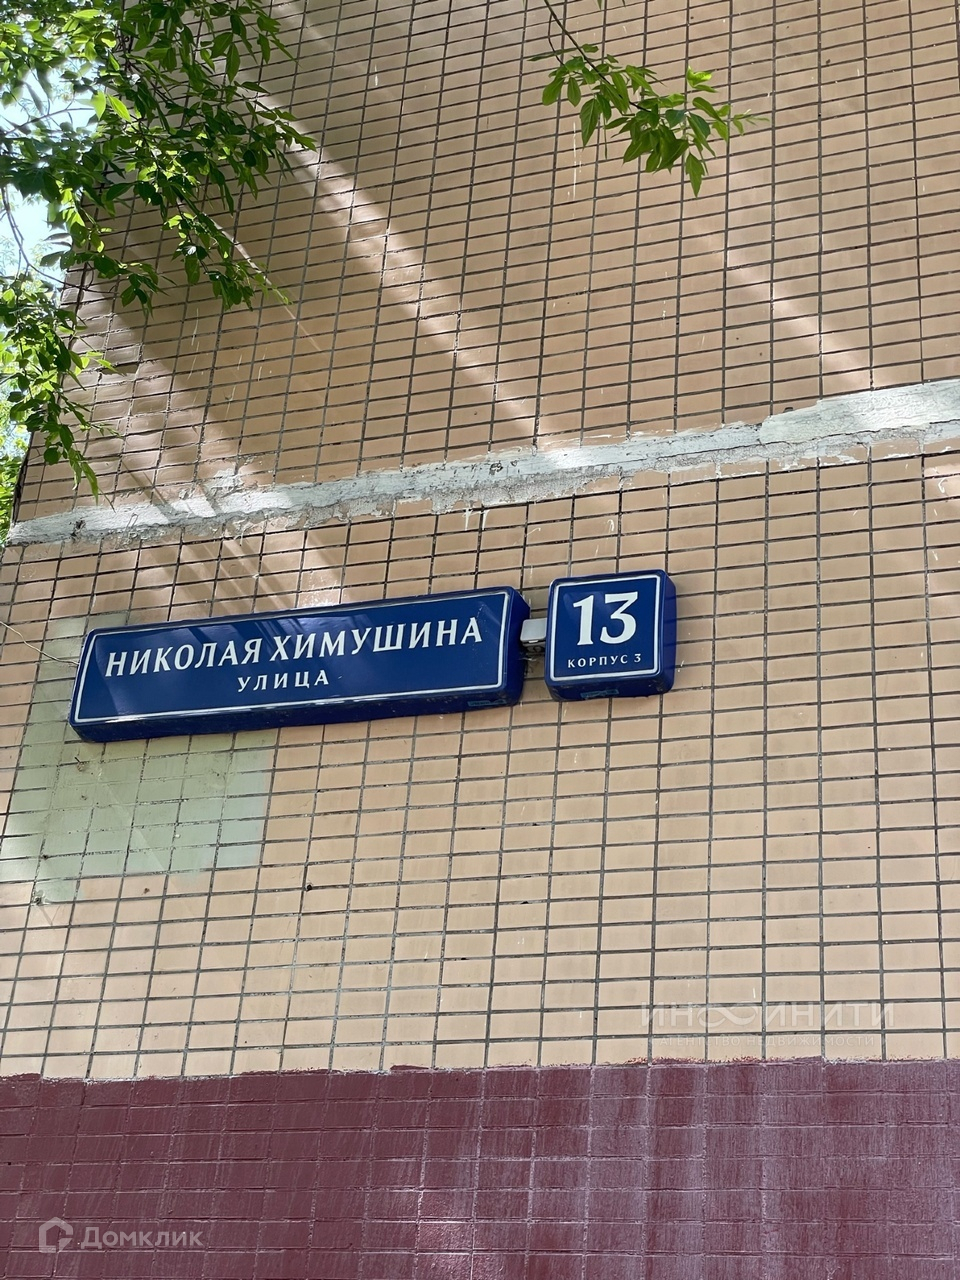 НИКОЛАЯ ХИМУШИНА
УЛИЦА
13
КОРПУС 3
ИНФИНИТИ
АГЕНТСТВО НЕДВИЖИМОСТИ
Домклик